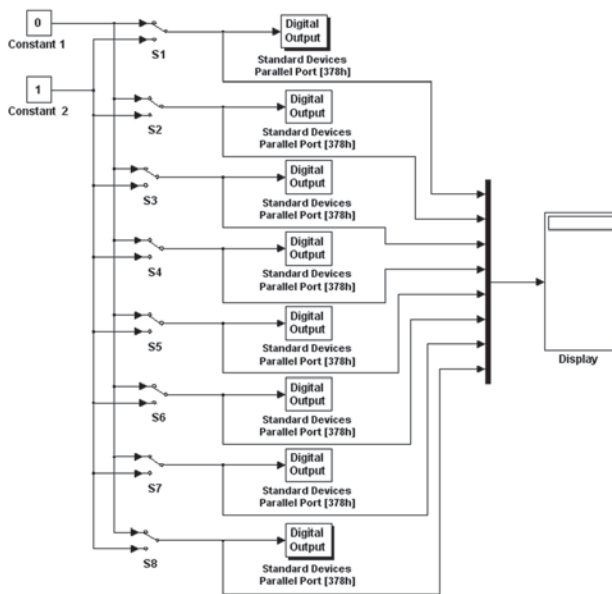 0
Constant 1
S1
Digital
Output
Standard Devices
Parallel Port [378h]
1
Constant 2
S2
Digital
Output
Standard Devices
Parallel Port [378h]
S3
Digital
Output
Standard Devices
Parallel Port [378h]
S4
Digital
Output
Standard Devices
Parallel Port [378h]
S5
Digital
Output
Standard Devices
Parallel Port [378h]
S6
Digital
Output
Standard Devices
Parallel Port [378h]
S7
Digital
Output
Standard Devices
Parallel Port [378h]
S8
Digital
Output
Standard Devices
Parallel Port [378h]
Display